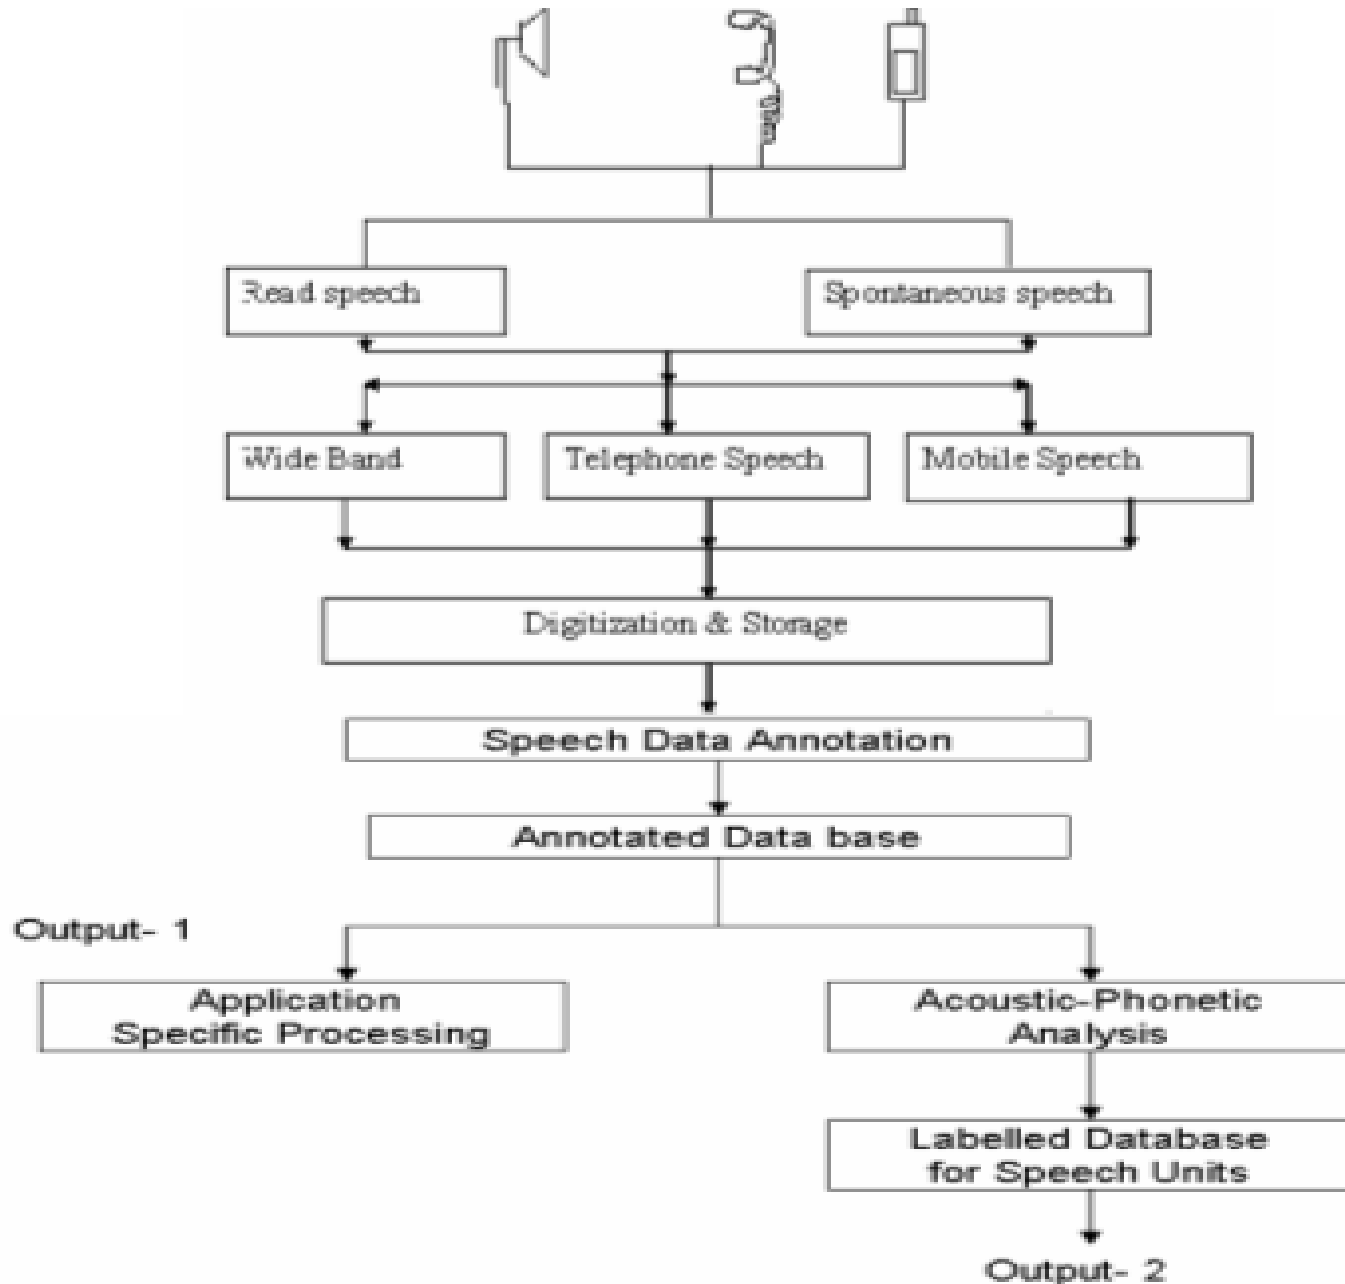 Read speech
Spontaneous speech
Wide Band
Telephone Speech
Mobile Speech
Digitization & Storage
Speech Data Annotation
Annotated Data base
Output- 1
Application
Specific Processing
Acoustic-Phonetic
Analysis
Labelled Database
for Speech Units
Output- 2